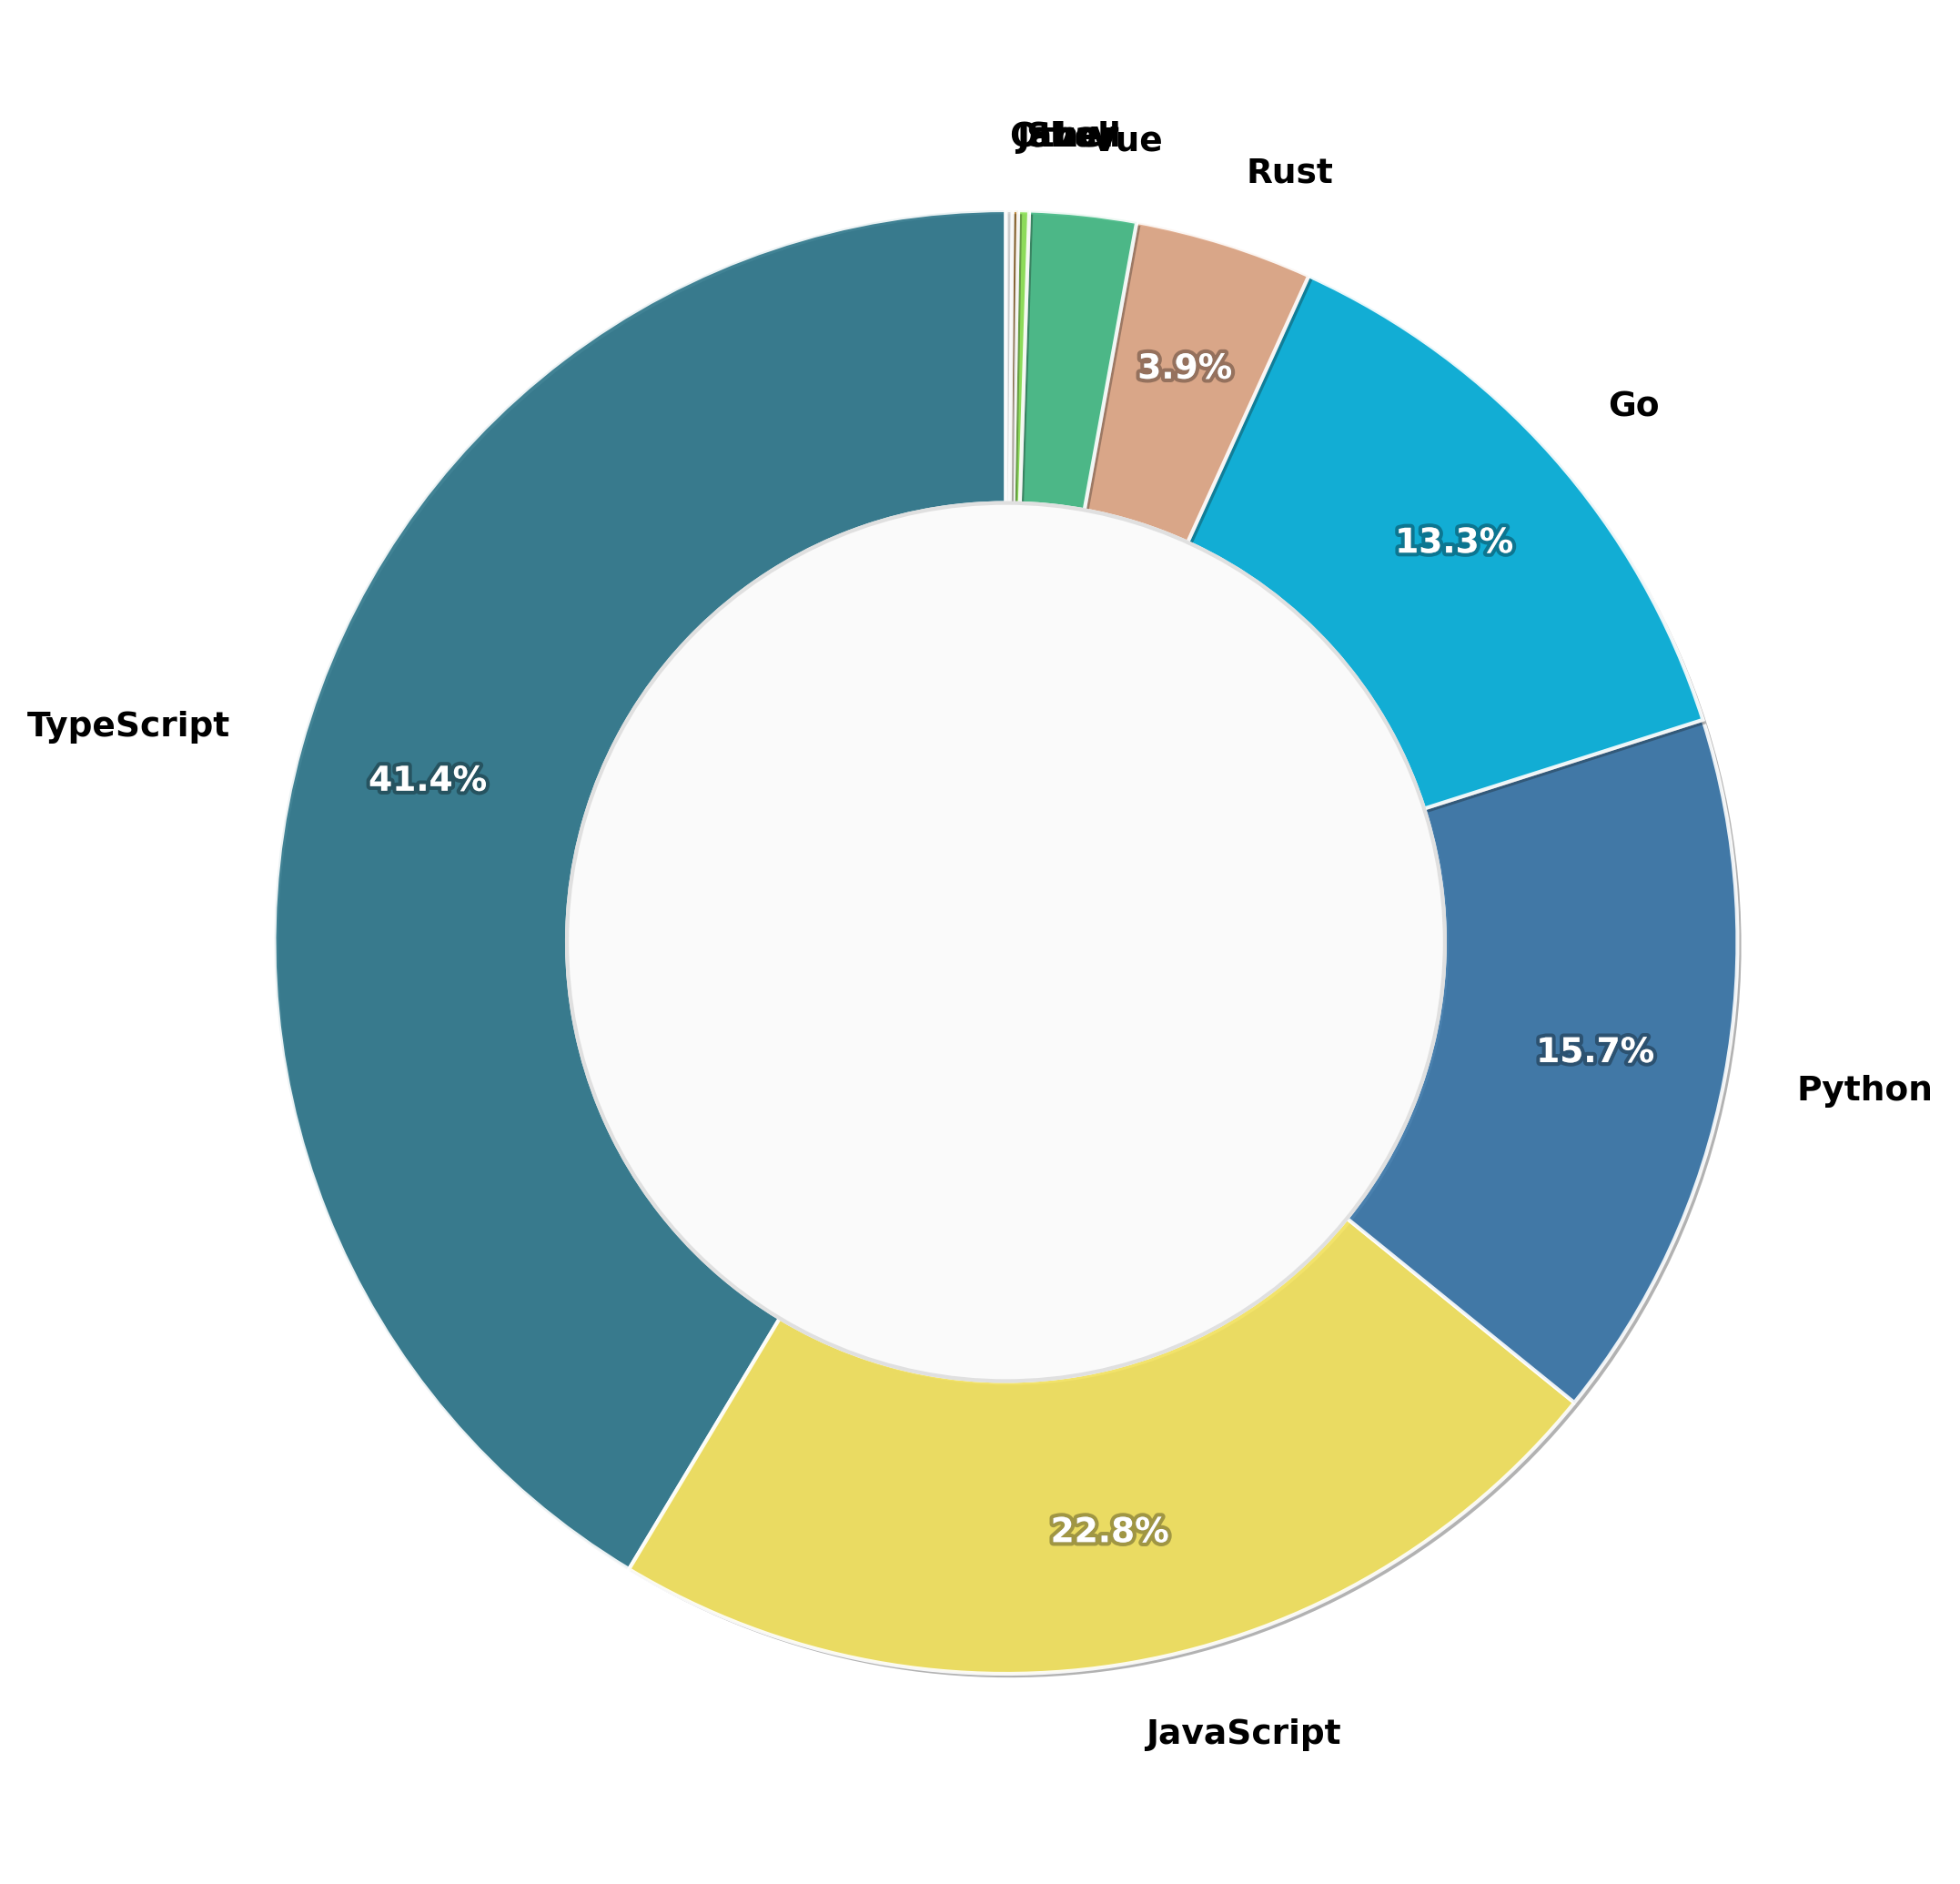 Vue
Rust
3.9%
Go
13.3%
TypeScript
41.4%
15.7%
Python
22.8%
JavaScript